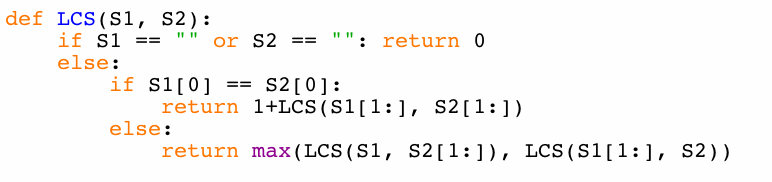 def LCS(S1, S2):
    if S1 == "" or S2 == "": return 0
    else:
        if S1[0] == S2[0]:
            return 1+LCS(S1[1:], S2[1:])
        else:
            return max(LCS(S1, S2[1:]), LCS(S1[1:], S2))